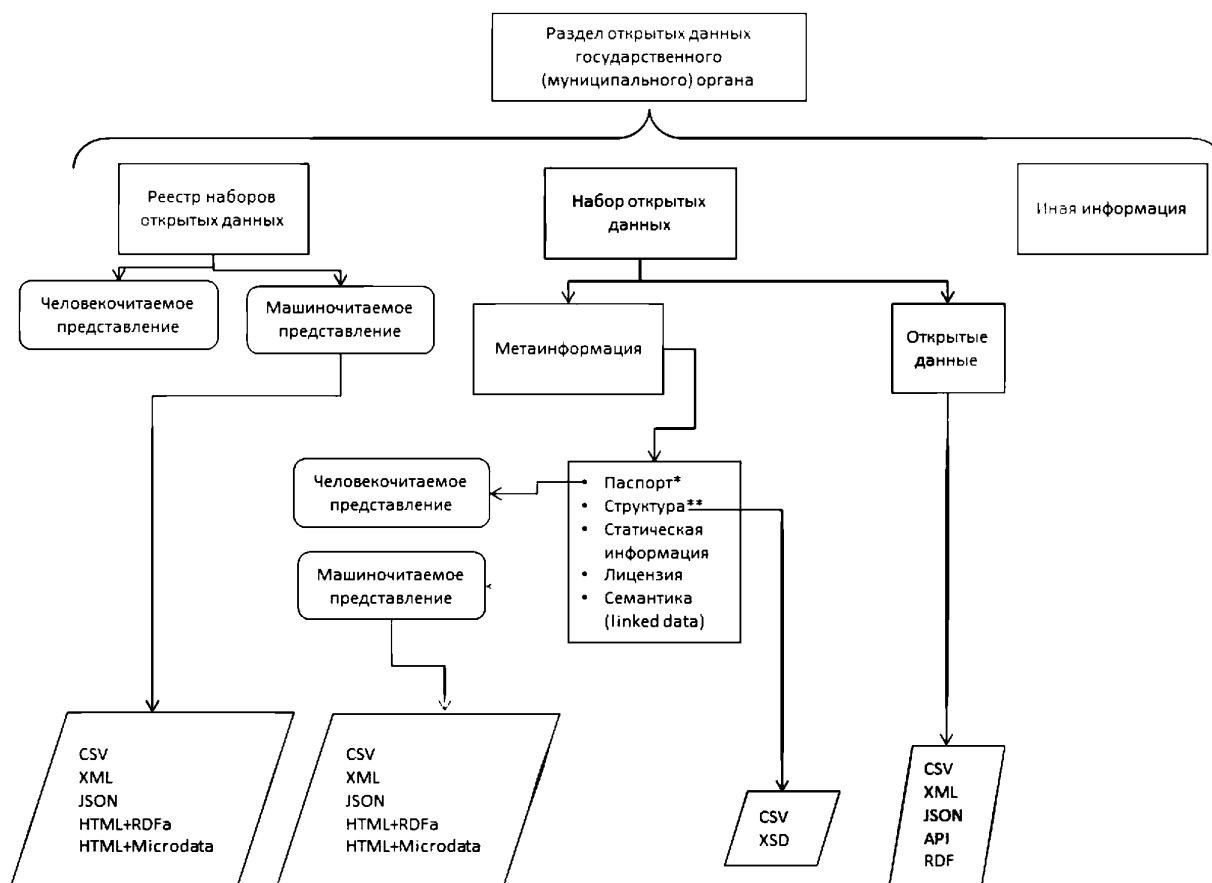 Раздел открытых данных
государственного
(муниципального) органа
Реестр наборов
открытых данных
Набор открытых
данных
Иная информация
Человекочитаемое
представление
Машиночитаемое
представление
Метаинформация
Открытые
данные
Человекочитаемое
представление
Машиночитаемое
представление
• Паспорт*
• Структура**
• Статическая
информация
• Лицензия
• Семантика
(linked data)
CSV
XML
JSON
HTML+RDFa
HTML+Microdata
CSV
XML
JSON
HTML+RDFa
HTML+Microdata
CSV
XSD
CSV
XML
JSON
API
RDF